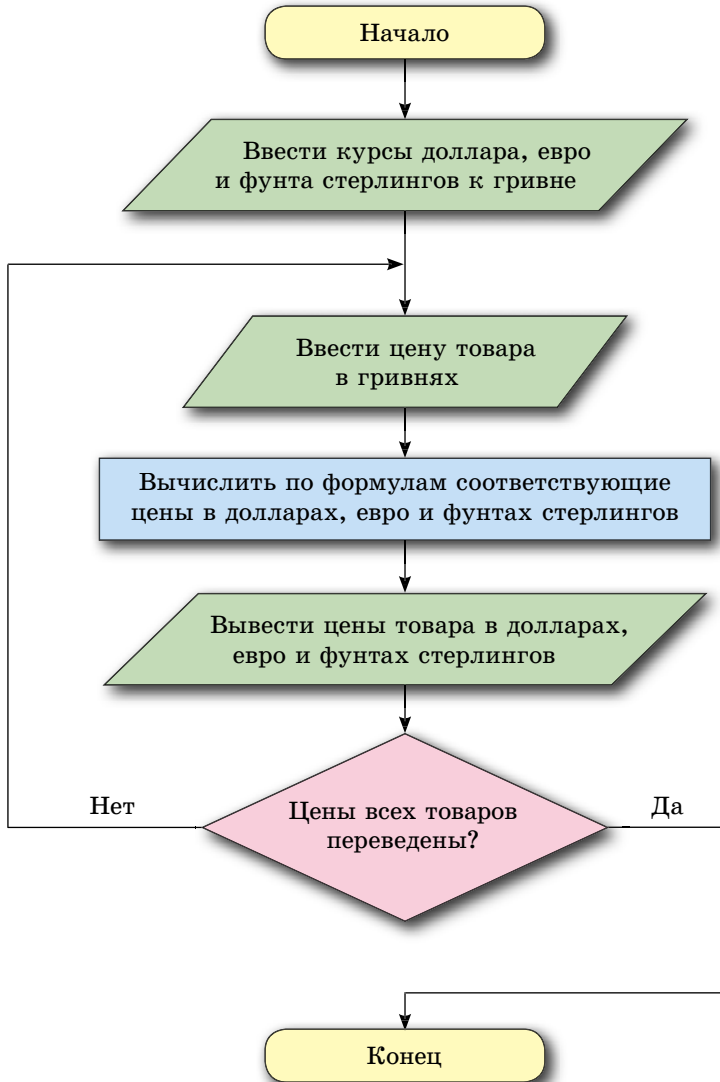 Начало
Ввести курсы доллара, евро
и фунта стерлингов к гривне
Ввести цену товара
в гривнях
Вычислить по формулам соответствующие
цены в долларах, евро и фунтах стерлингов
Вывести цены товара в долларах,
евро и фунтах стерлингов
Нет
Цены всех товаров
переведены?
Да
Конец